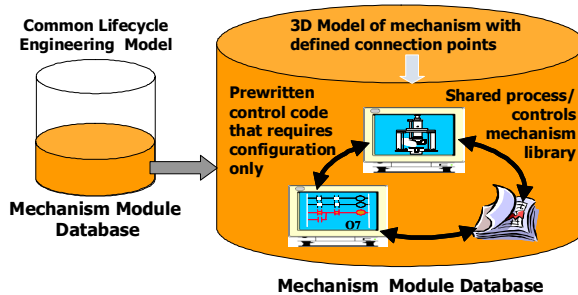 Common Lifecycle
Engineering Model
Mechanism Module
Database
3D Model of mechanism with
defined connection points
Prewritten
control code
that requires
configuration
only
Shared process/
controls
mechanism
library
O7
Mechanism Module Database